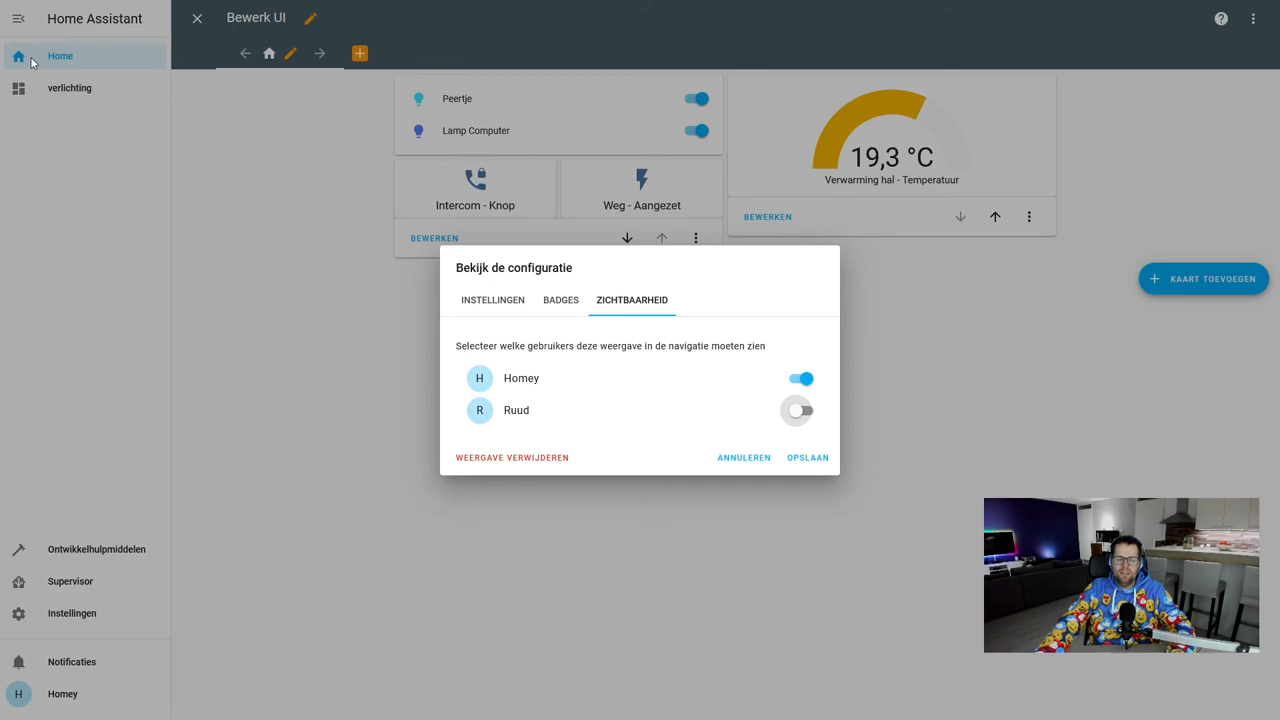 Home Assistant
Bewerk UI
Home
verlichting
Peertje
Lamp Computer
19,3 °C
Verwarming hal - Temperatuur
Intercom - Knop
Weg - Aangezet
BEWERKEN
BEWERKEN
KAART TOEVOEGEN
Bekijk de configuratie
INSTELLINGEN BADGES ZICHTBAARHEID
Selecteer welke gebruikers deze weergave in de navigatie moeten zien
H Homey
R Ruud
WEERGAVE VERWIJDEREN ANNULEREN OPSLAAN
Ontwikkelhulpmiddelen
Supervisor
Instellingen
Notificaties
H Homey